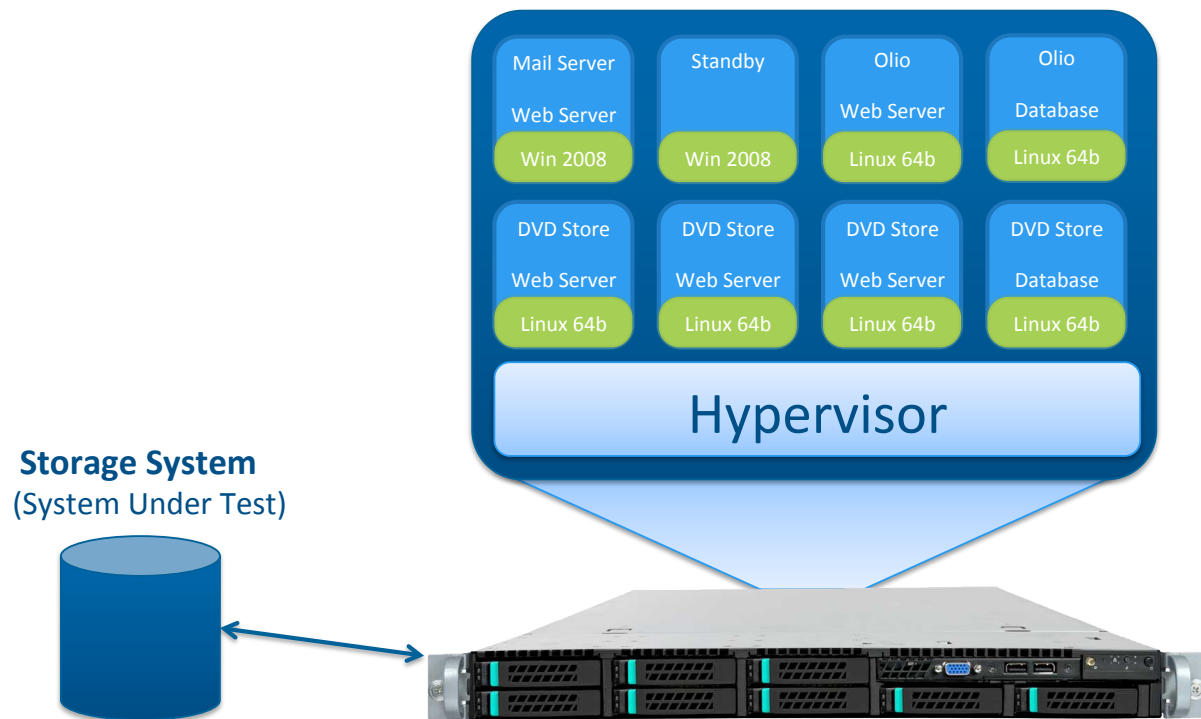 Mail Server
Web Server
Win 2008
Standby
Win 2008
Olio
Web Server
Linux 64b
Olio
Database
Linux 64b
DVD Store
Web Server
Linux 64b
DVD Store
Web Server
Linux 64b
DVD Store
Web Server
Linux 64b
DVD Store
Database
Linux 64b
Hypervisor
Storage System
(System Under Test)